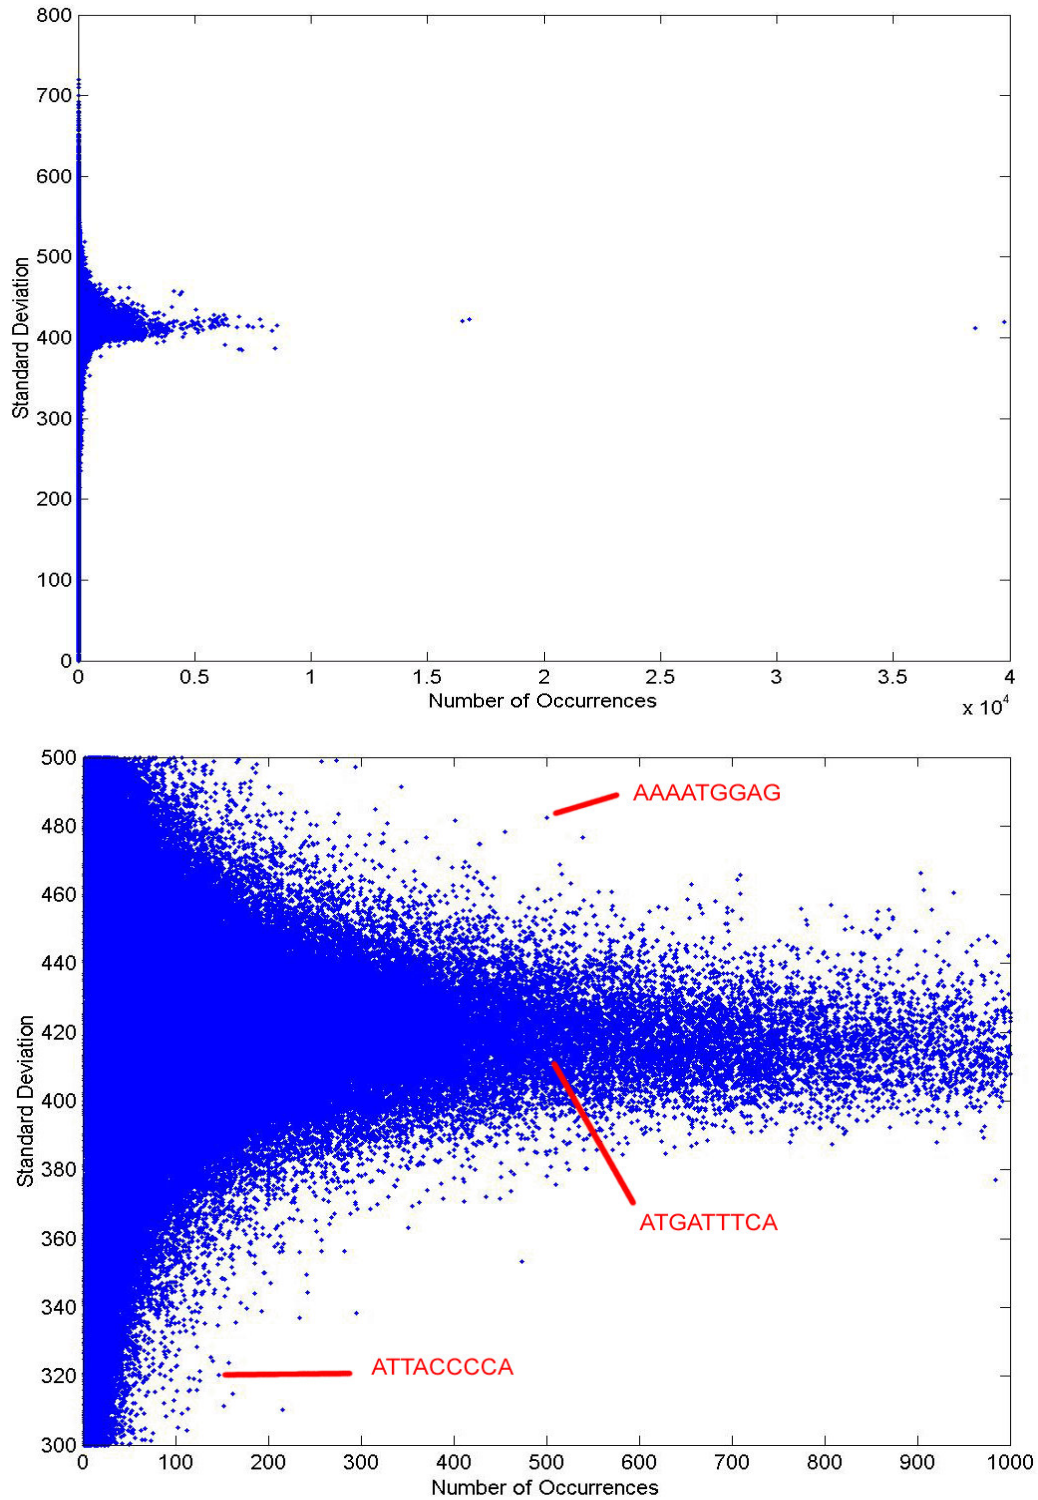 800
700
600
500
400
300
200
100
0
Standard Deviation
0 0.5 1 1.5 2 2.5 3 3.5 4
Number of Occurrences
x 10⁴
500
480
460
440
420
400
380
360
340
320
300
Standard Deviation
AAAATGGAG
ATGATTTCA
ATTACCCCA
0 100 200 300 400 500 600 700 800 900 1000
Number of Occurrences